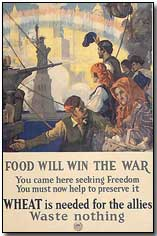 FOOD WILL WIN THE WAR
You came here seeking Freedom
You must now help to preserve it
WHEAT is needed for the allies
Waste nothing